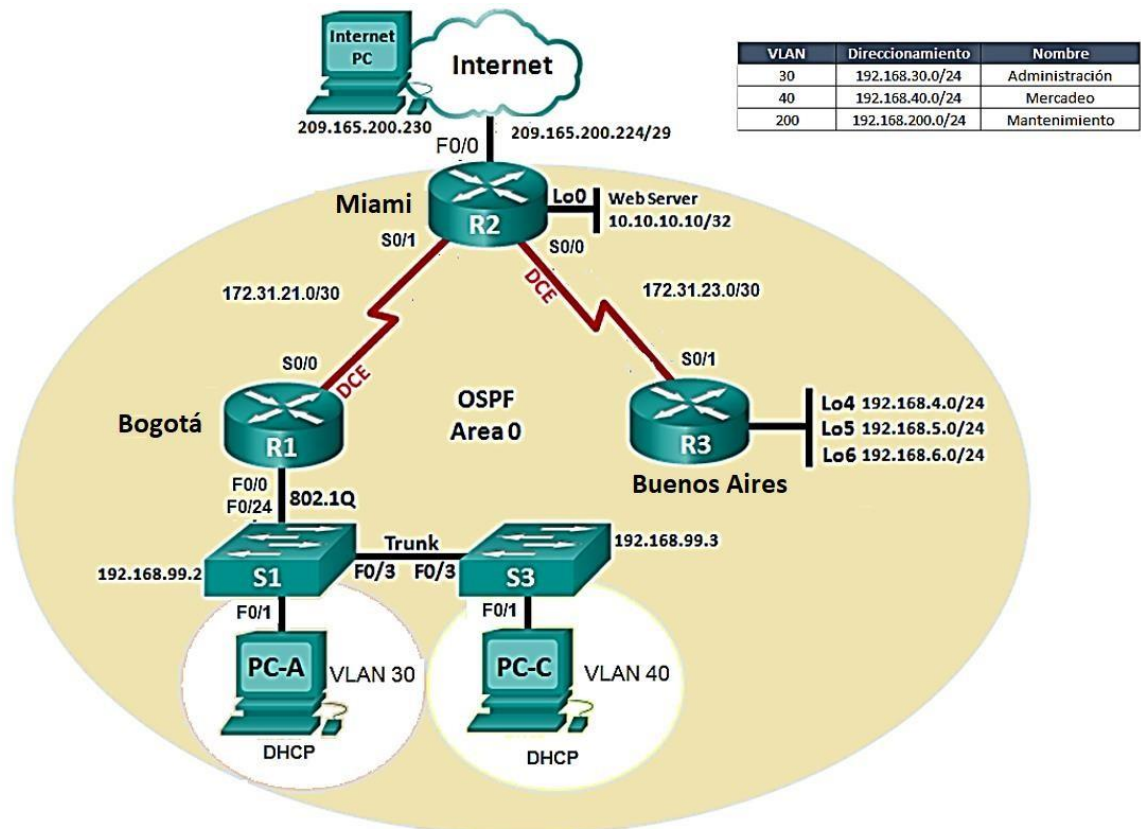 Internet
PC
Internet
209.165.200.230
209.165.200.224/29
F0/0
VLAN Direccionamiento Nombre
30 192.168.30.0/24 Administración
40 192.168.40.0/24 Mercadeo
200 192.168.200.0/24 Mantenimiento
Miami
R2
Lo0
Web Server
10.10.10.10/32
S0/1
S0/0
DCE
172.31.21.0/30
172.31.23.0/30
S0/0
DCE
S0/1
Bogotá
R1
OSPF
Area 0
R3
Buenos Aires
Lo4 192.168.4.0/24
Lo5 192.168.5.0/24
Lo6 192.168.6.0/24
F0/0
F0/24
802.1Q
192.168.99.2
S1
Trunk
F0/3 F0/3
S3
192.168.99.3
F0/1
F0/1
PC-A
VLAN 30
DHCP
PC-C
VLAN 40
DHCP